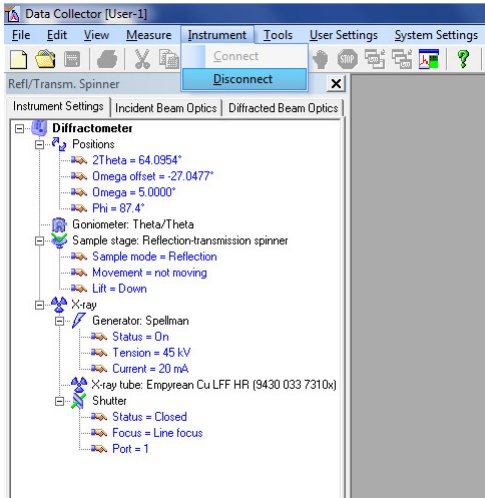 Data Collector [User-1]
File Edit View Measure Instrument Tools User Settings System Settings
Connect
Disconnect
Refl/Transm. Spinner
Instrument Settings Incident Beam Optics Diffracted Beam Optics
Diffractometer
Positions
2Theta = 64.0954°
Omega offset = -27.0477°
Omega = 5.0000°
Phi = 87.4°
Goniometer: Theta/Theta
Sample stage: Reflection-transmission spinner
Sample mode = Reflection
Movement = not moving
Lift = Down
X-ray
Generator: Spellman
Status = On
Tension = 45 kV
Current = 20 mA
X-ray tube: Empyrean Cu LFF HR (9430 033 7310x)
Shutter
Status = Closed
Focus = Line focus
Port = 1